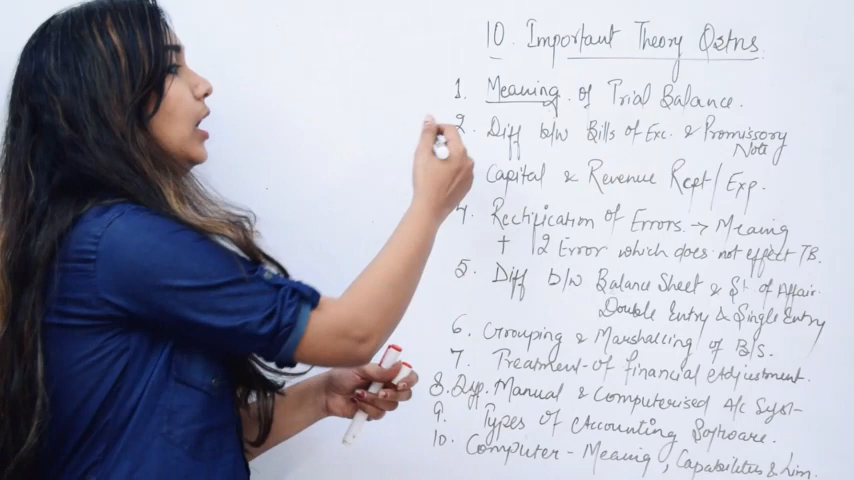 10. Important Theory Qstns.
1. Meaning of Trial Balance.
2. Diff b/w Bills of Exc. & Promissory
Note
Capital & Revenue Rcpt/Exp.
4. Rectification of Errors → Meaing
+ 2 Error which does not effect TB.
5. Diff b/w Balance Sheet & St. of Affair.
Double Entry & Single Entry
6. Grouping & Marshalling of B/S.
7. Treatment of financial Adjustment.
8. Manual & Computerised A/c Syst-
9. Types of Accounting Software.
10. Computer - Meaning, Capabilities & Lim.